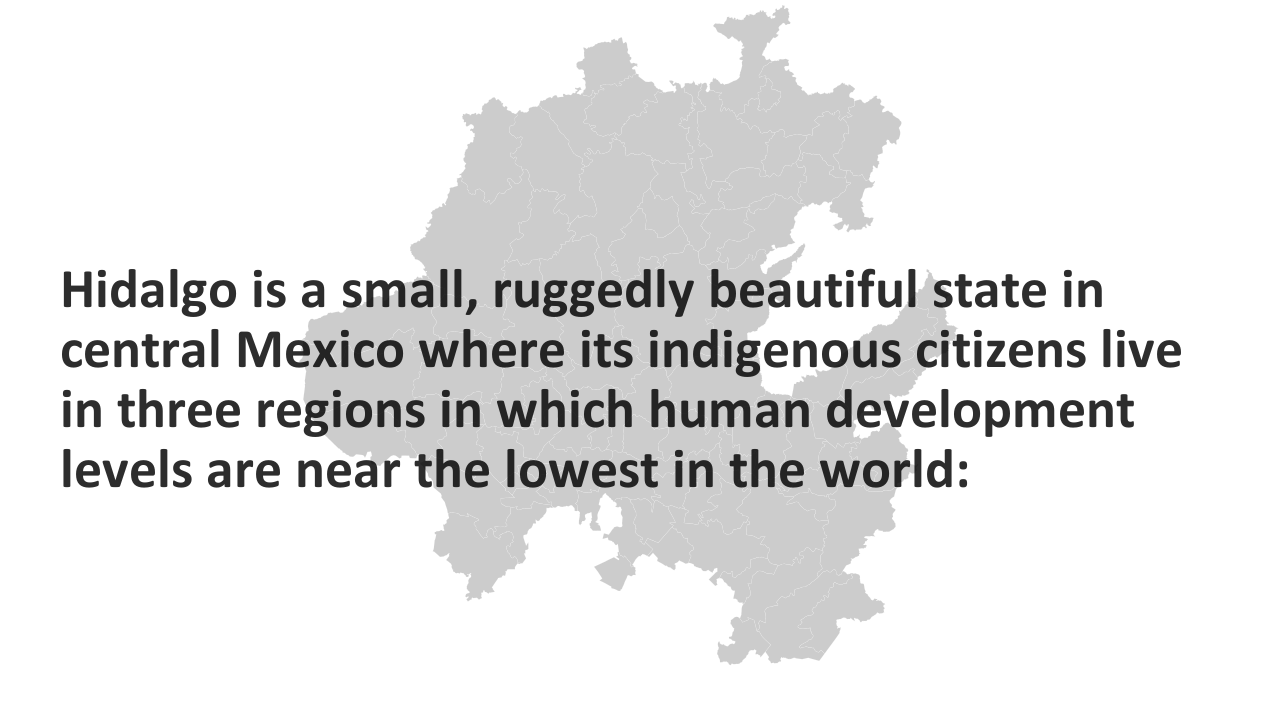 Hidalgo is a small, ruggedly beautiful state in
central Mexico where its indigenous citizens live
in three regions in which human development
levels are near the lowest in the world: